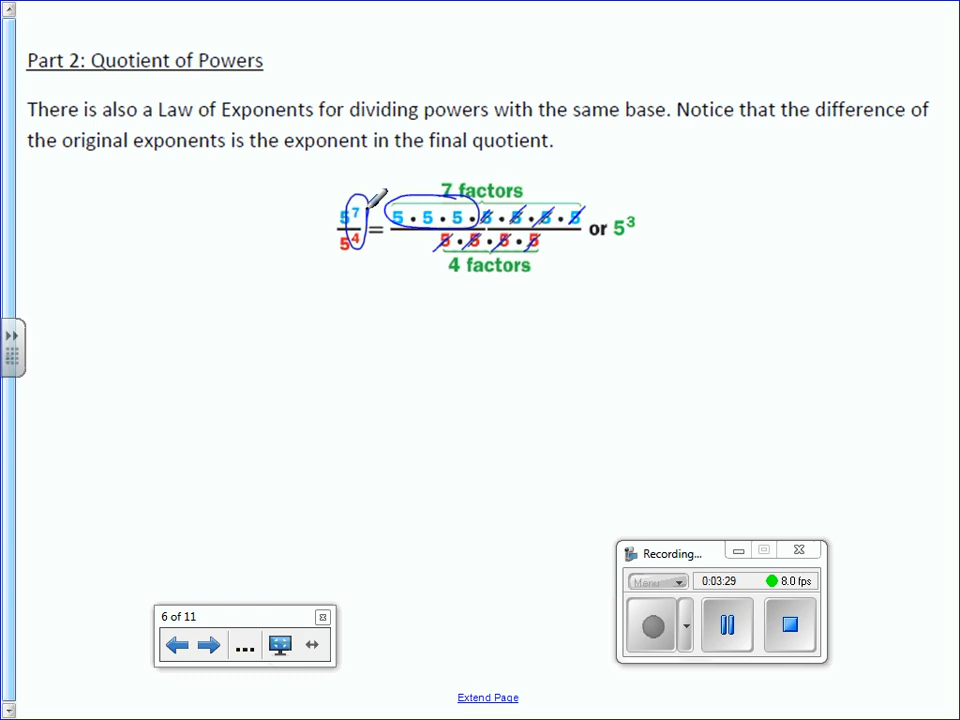 Part 2: Quotient of Powers
There is also a Law of Exponents for dividing powers with the same base. Notice that the difference of
the original exponents is the exponent in the final quotient.
7 factors
5⁷ / 5⁴ = 5 • 5 • 5 • 5 • 5 • 5 • 5 / 5 • 5 • 5 • 5 or 5³
4 factors
Recording...
Menu 0:03:29 8.0 fps
6 of 11
...
Extend Page